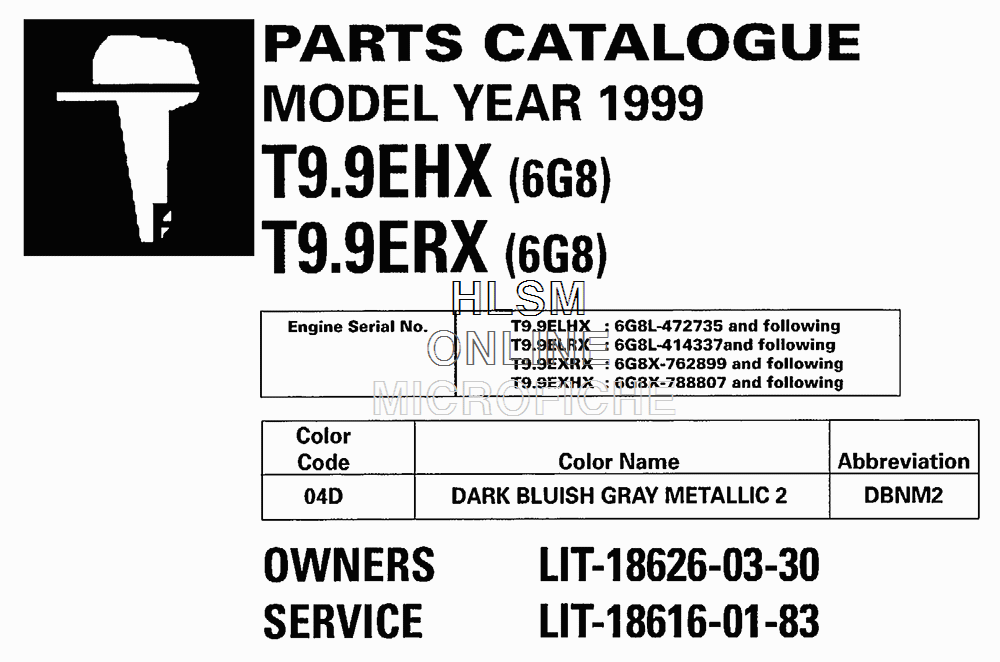 PARTS CATALOGUE
MODEL YEAR 1999
T9.9EHX (6G8)
T9.9ERX (6G8)
HLSM
ONLINE
MICROFICHE
Engine Serial No.
T9.9ELHX : 6G8L-472735 and following
T9.9ELRX : 6G8L-414337and following
T9.9EXRX : 6G8X-762899 and following
T9.9EXHX : 6G8X-788807 and following
Color Code Color Name Abbreviation
04D DARK BLUISH GRAY METALLIC 2 DBNM2
OWNERS LIT-18626-03-30
SERVICE LIT-18616-01-83